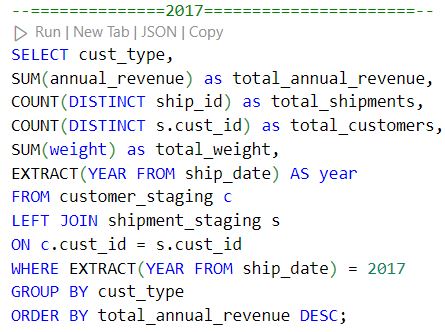 --==============2017=====================--
Run | New Tab | JSON | Copy
SELECT cust_type,
SUM(annual_revenue) as total_annual_revenue,
COUNT(DISTINCT ship_id) as total_shipments,
COUNT(DISTINCT s.cust_id) as total_customers,
SUM(weight) as total_weight,
EXTRACT(YEAR FROM ship_date) AS year
FROM customer_staging c
LEFT JOIN shipment_staging s
ON c.cust_id = s.cust_id
WHERE EXTRACT(YEAR FROM ship_date) = 2017
GROUP BY cust_type
ORDER BY total_annual_revenue DESC;